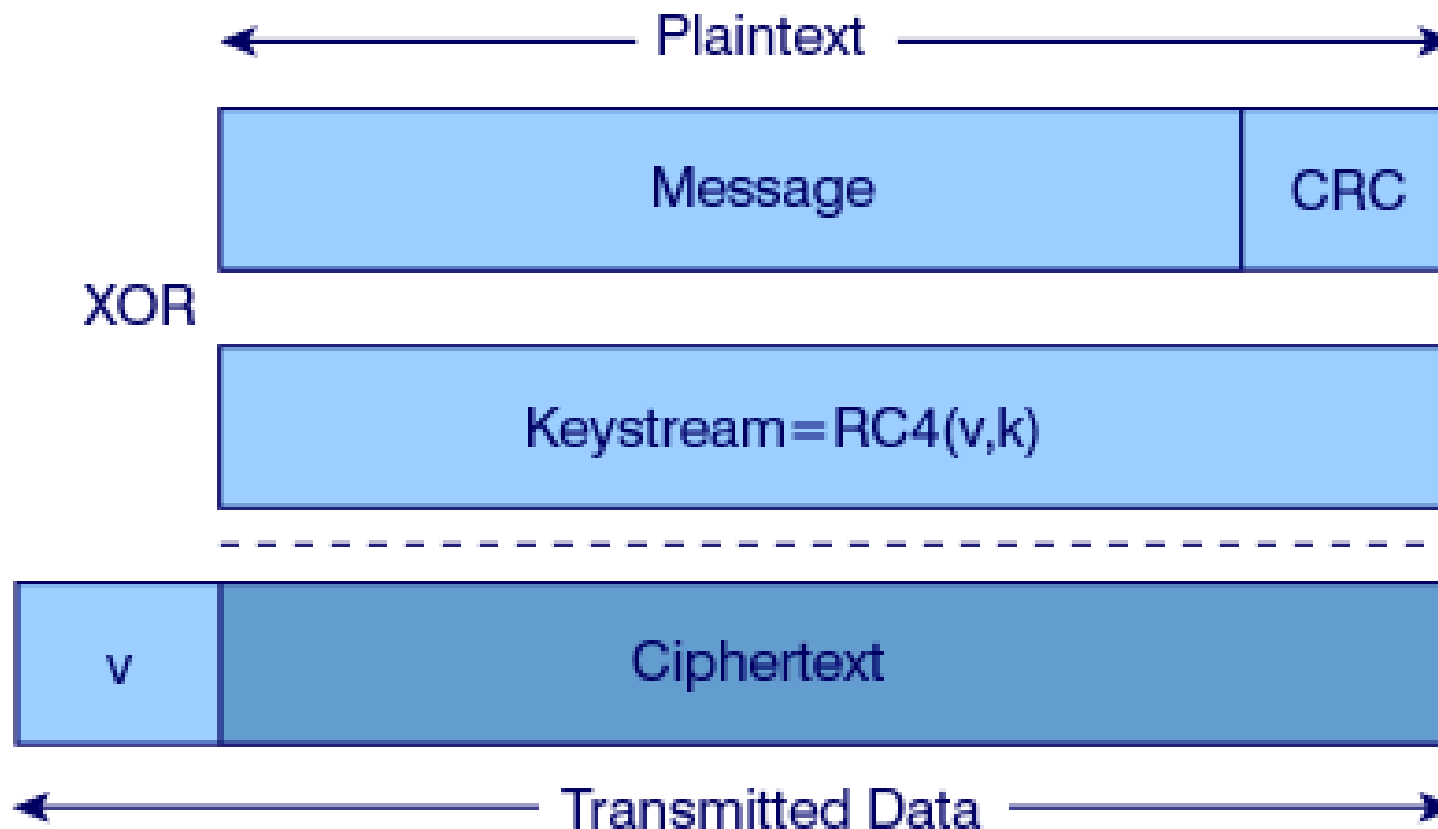 Plaintext
Message
CRC
XOR
Keystream=RC4(v,k)
v
Ciphertext
Transmitted Data